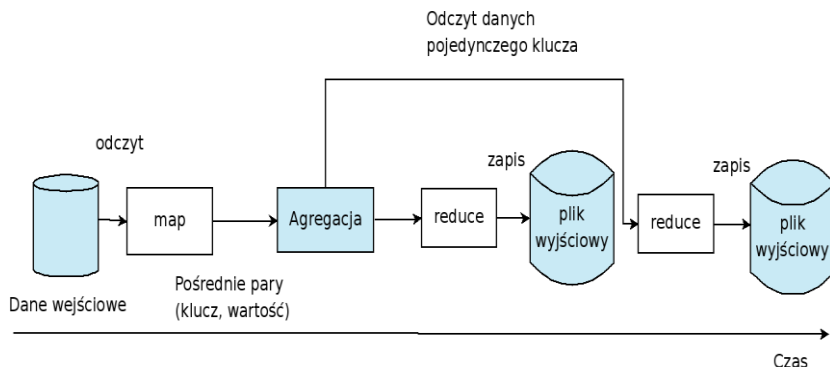 Odczyt danych
pojedynczego klucza
odczyt
zapis
zapis
map
Agregacja
reduce
plik
wyjściowy
reduce
plik
wyjściowy
Dane wejściowe
Pośrednie pary
(klucz, wartość)
Czas